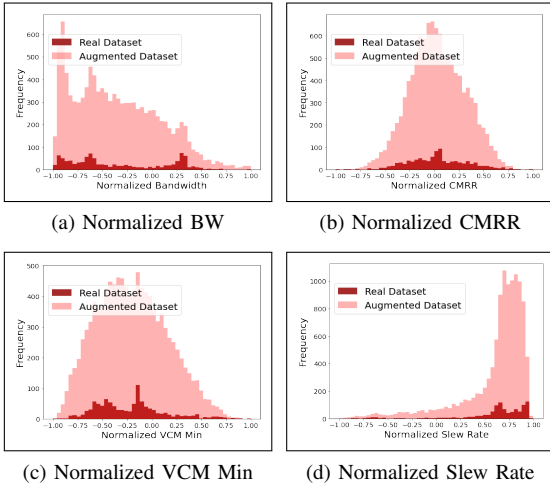 Frequency
600
500
400
300
200
100
0
Real Dataset
Augmented Dataset
−1.00 −0.75 −0.50 −0.25 0.00 0.25 0.50 0.75 1.00
Normalized Bandwidth
(a) Normalized BW
Frequency
600
500
400
300
200
100
0
Real Dataset
Augmented Dataset
−1.00 −0.75 −0.50 −0.25 0.00 0.25 0.50 0.75 1.00
Normalized CMRR
(b) Normalized CMRR
Frequency
500
400
300
200
100
0
Real Dataset
Augmented Dataset
−1.00 −0.75 −0.50 −0.25 0.00 0.25 0.50 0.75 1.00
Normalized VCM Min
(c) Normalized VCM Min
Frequency
1000
800
600
400
200
0
Real Dataset
Augmented Dataset
−1.00 −0.75 −0.50 −0.25 0.00 0.25 0.50 0.75 1.00
Normalized Slew Rate
(d) Normalized Slew Rate